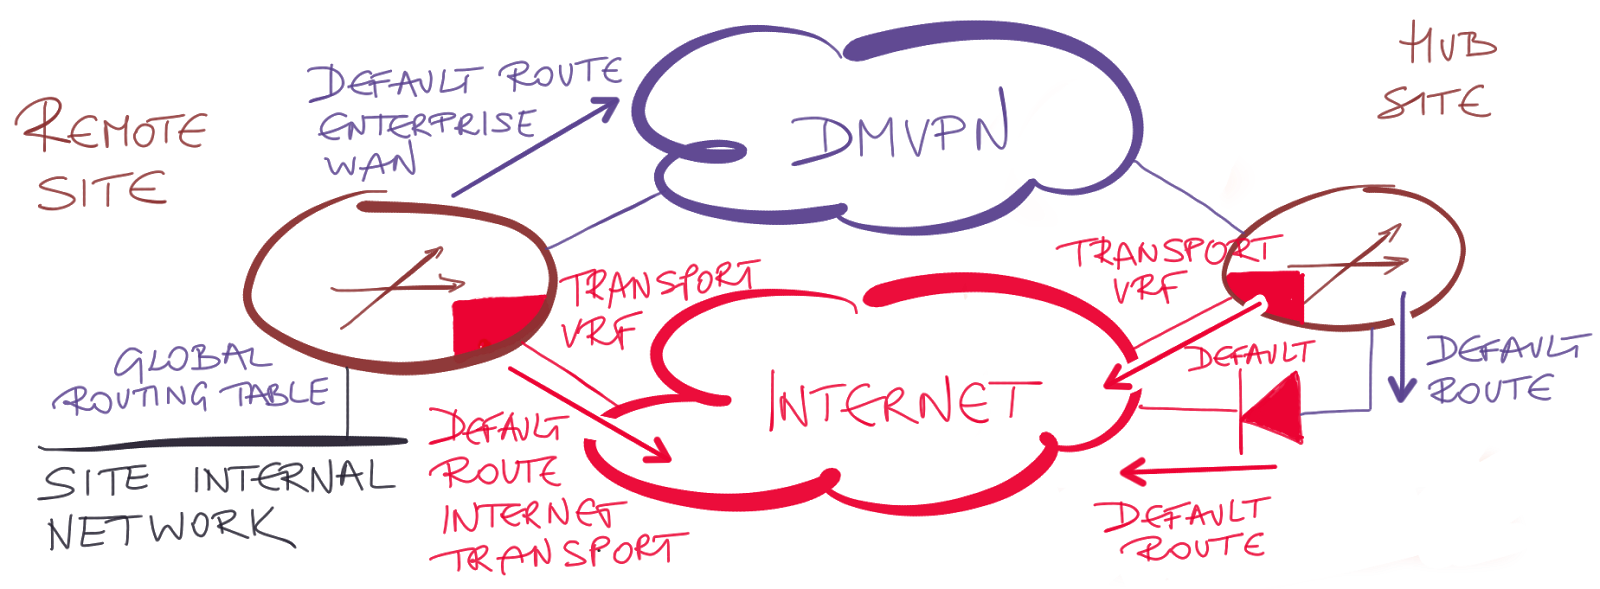 REMOTE
SITE
DEFAULT ROUTE
ENTERPRISE
WAN
DMVPN
HUB
SITE
TRANSPORT
VRF
TRANSPORT
VRF
GLOBAL
ROUTING TABLE
SITE INTERNAL
NETWORK
DEFAULT
ROUTE
INTERNET
TRANSPORT
INTERNET
DEFAULT
DEFAULT
ROUTE
DEFAULT
ROUTE